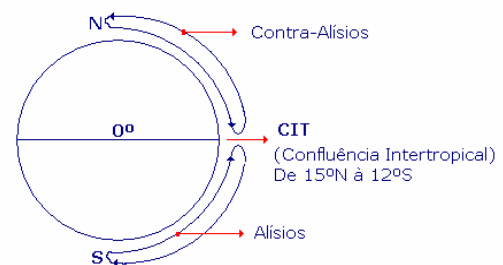 N
Contra-Alísios
0º
CIT
(Confluência Intertropical)
De 15ºN à 12ºS
Alísios
S